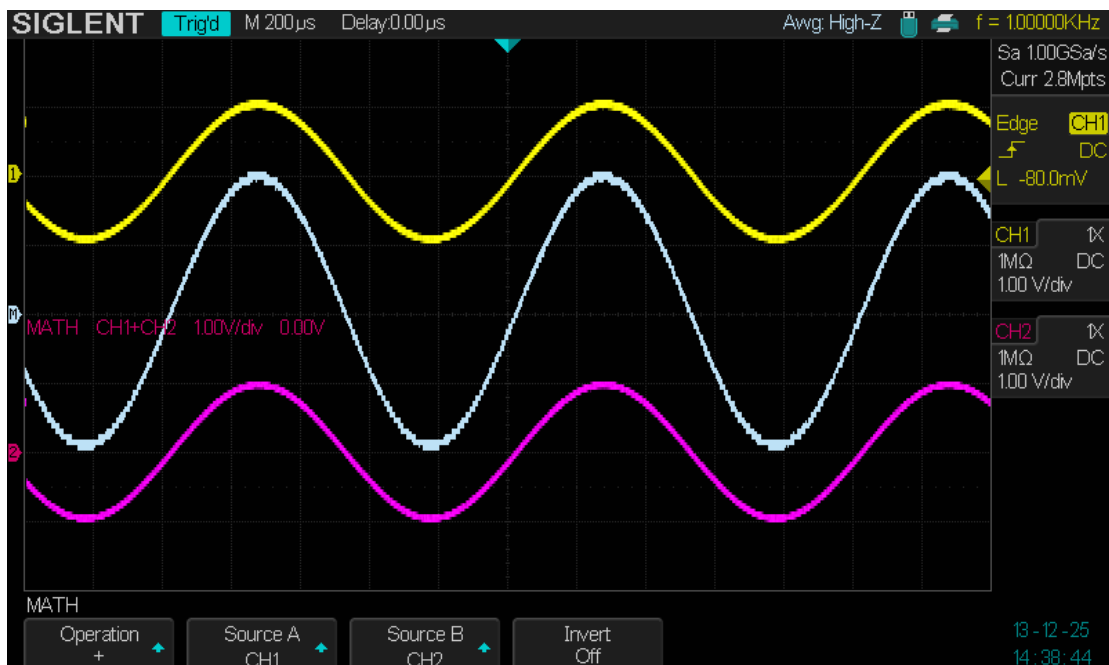 SIGLENT Trig'd M 200µs Delay:0.00µs Awg: High-Z f = 1.00000KHz
Sa 1.00GSa/s
Curr 2.8Mpts
Edge CH1
DC
L -80.0mV
1
CH1 1X
1MΩ DC
1.00 V/div
M
MATH CH1+CH2 1.00V/div 0.00V
CH2 1X
1MΩ DC
1.00 V/div
2
MATH
Operation Source A Source B Invert
+ CH1 CH2 Off
13-12-25
14:38:44